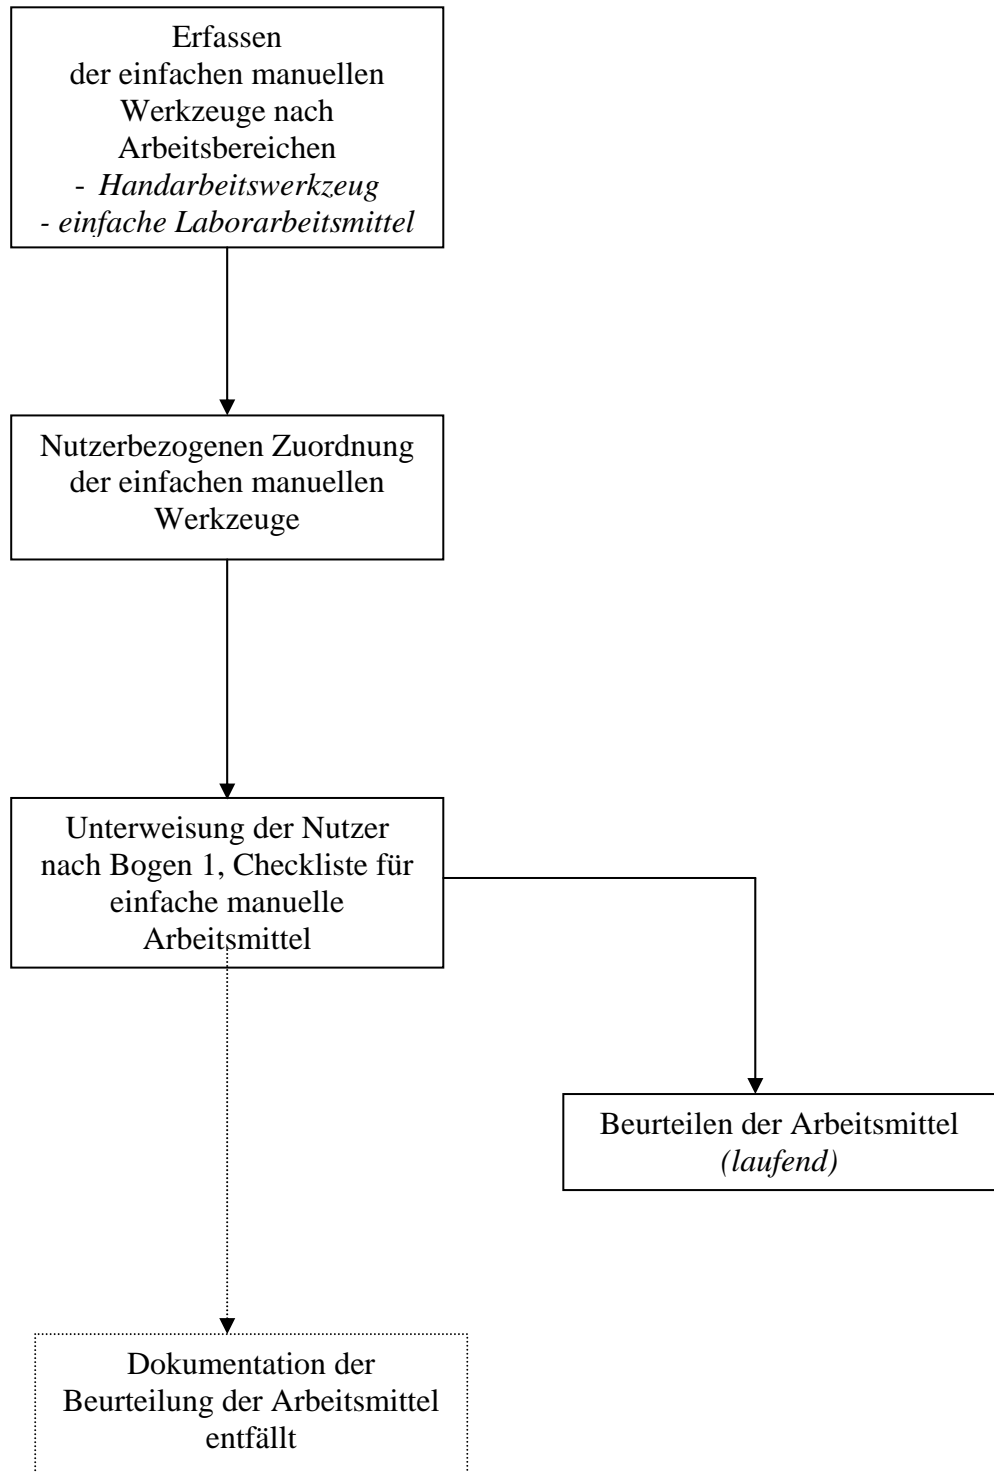 Erfassen
der einfachen manuellen
Werkzeuge nach
Arbeitsbereichen
- Handarbeitswerkzeug
- einfache Laborarbeitsmittel
Nutzerbezogenen Zuordnung
der einfachen manuellen
Werkzeuge
Unterweisung der Nutzer
nach Bogen 1, Checkliste für
einfache manuelle
Arbeitsmittel
Beurteilen der Arbeitsmittel
(laufend)
Dokumentation der
Beurteilung der Arbeitsmittel
entfällt